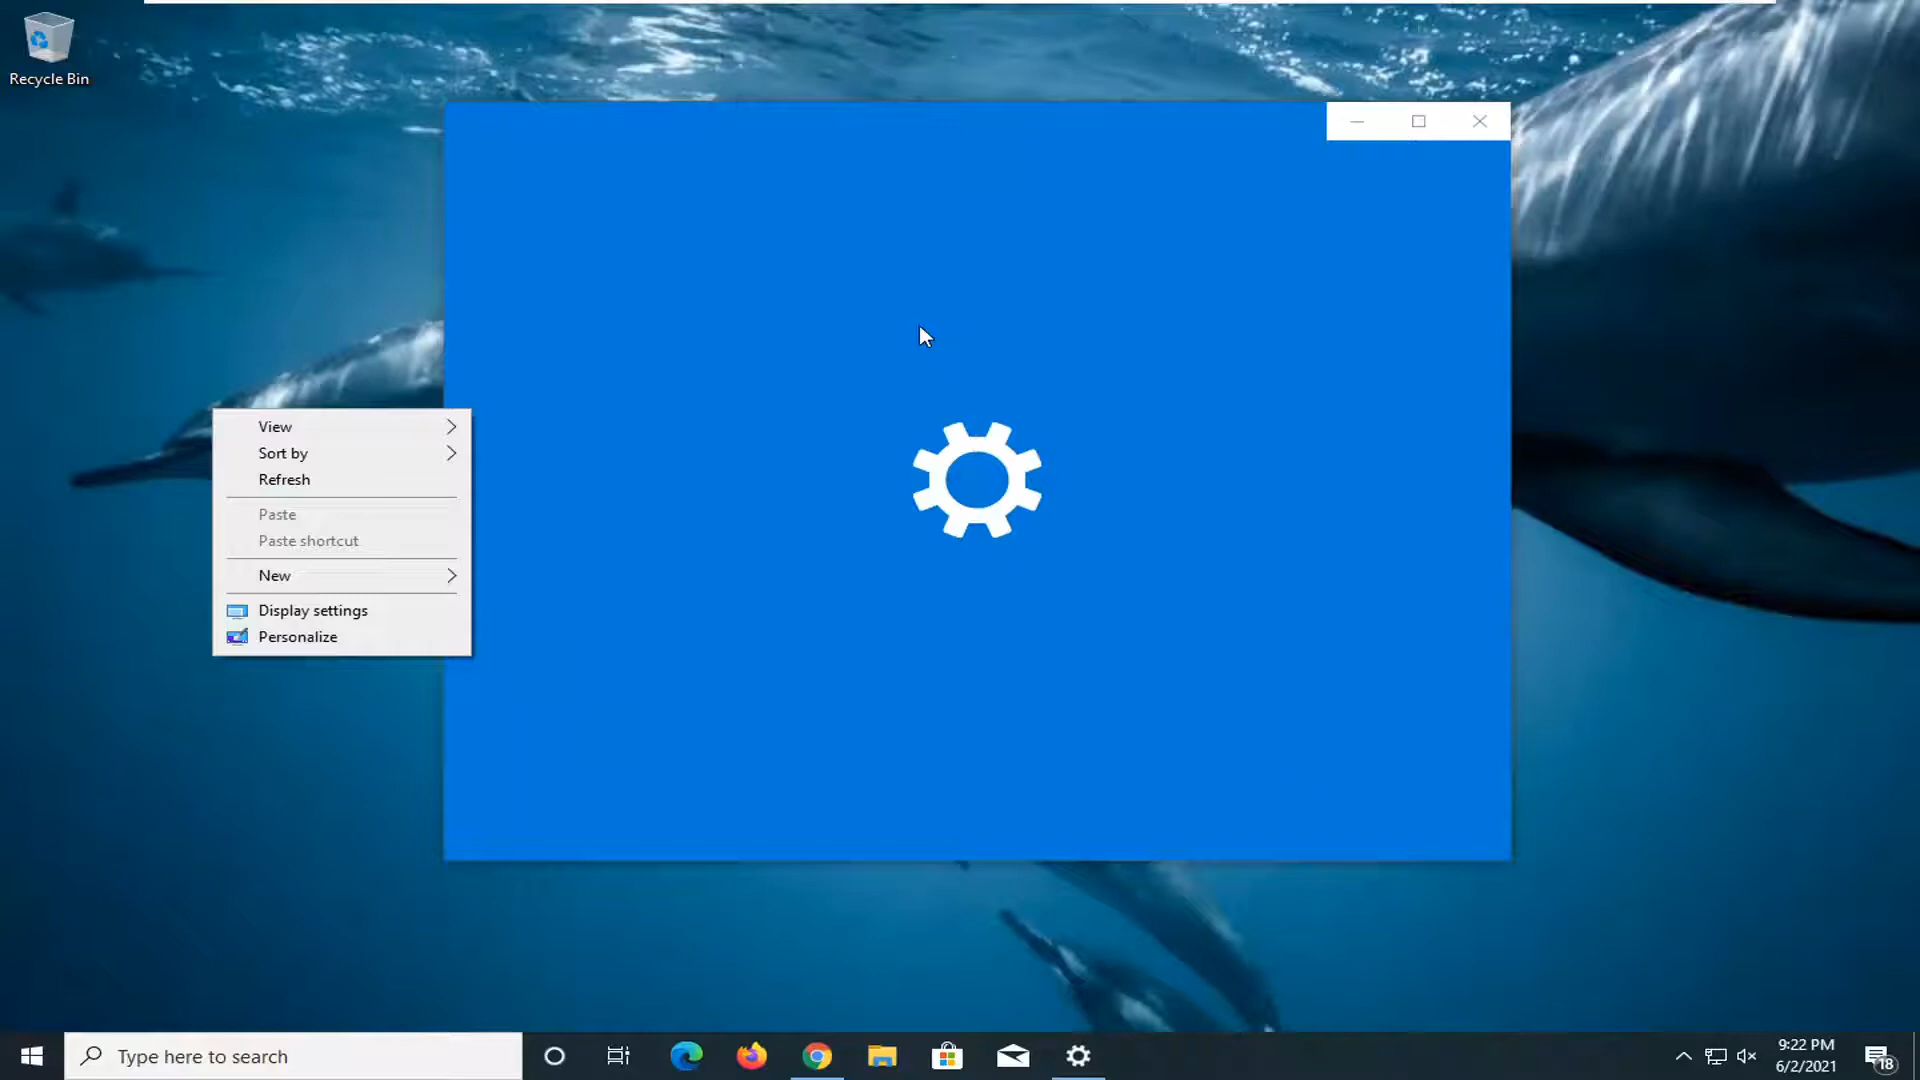 Recycle Bin
View
Sort by
Refresh
Paste
Paste shortcut
New
Display settings
Personalize
Type here to search
9:22 PM
6/2/2021
18